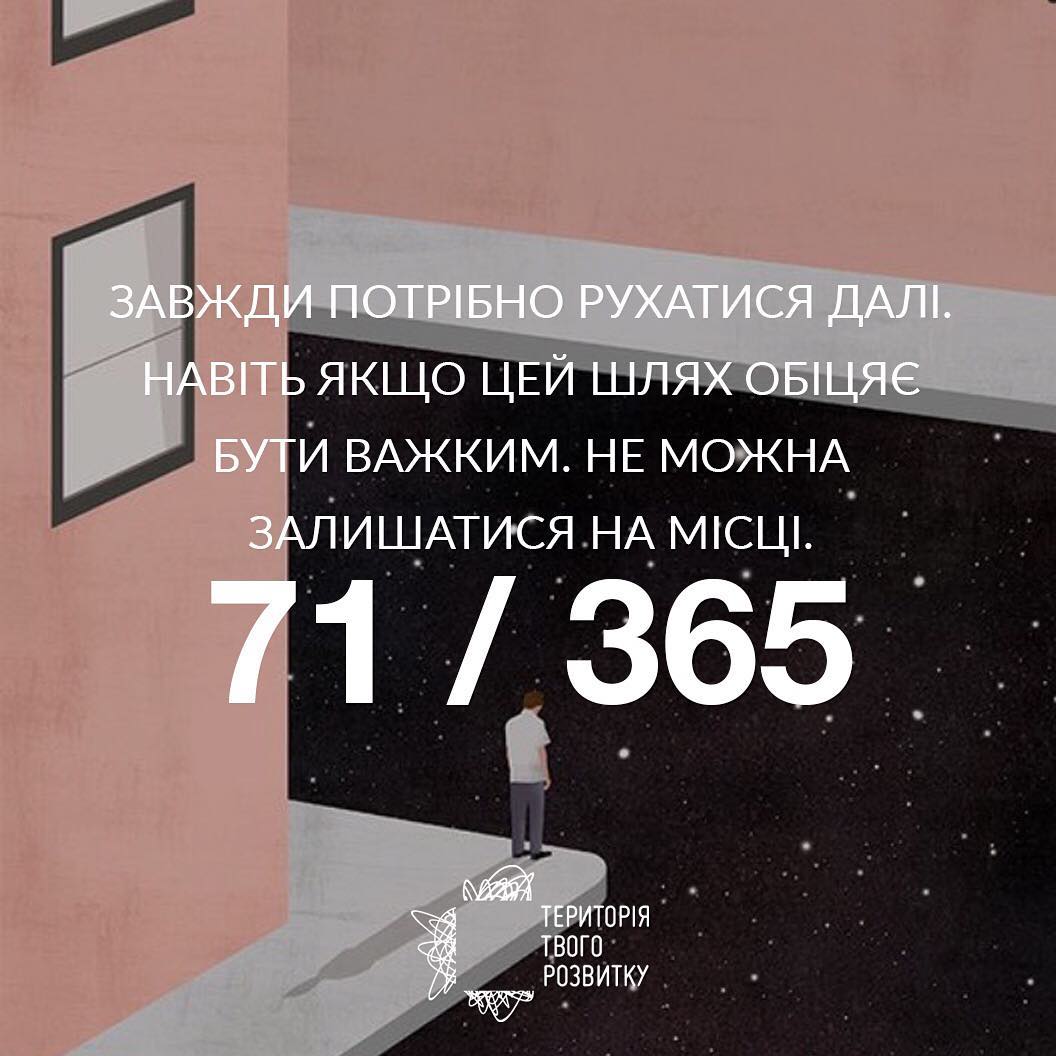 ЗАВЖДИ ПОТРІБНО РУХАТИСЯ ДАЛІ.
НАВІТЬ ЯКЩО ЦЕЙ ШЛЯХ ОБІЦЯЄ
БУТИ ВАЖКИМ. НЕ МОЖНА
ЗАЛИШАТИСЯ НА МІСЦІ.
71 / 365
ТЕРИТОРІЯ
ТВОГО
РОЗВИТКУ